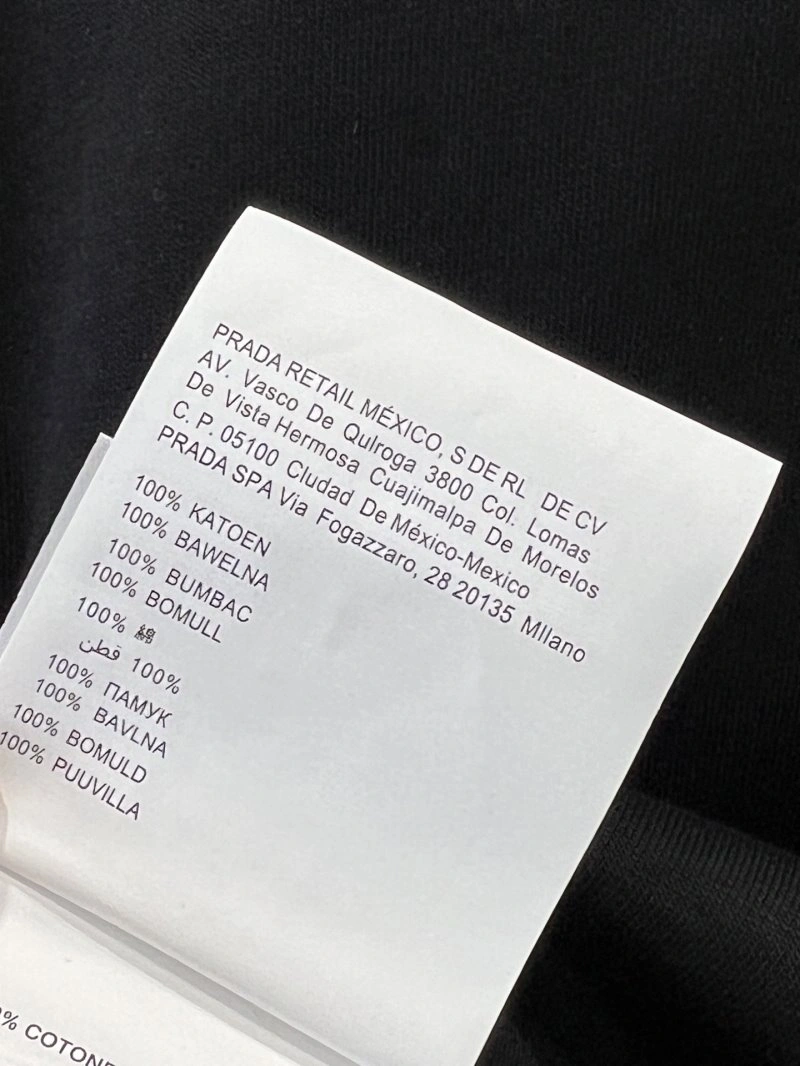 PRADA RETAIL MÉXICO, S DE RL DE CV
AV. Vasco De Qulroga 3800 Col. Lomas
De Vista Hermosa Cuajimalpa De Morelos
C. P. 05100 Cludad De México-Mexico
PRADA SPA Via Fogazzaro, 28 20135 MIlano
100% KATOEN
100% BAWELNA
100% BUMBAC
100% BOMULL
100% 綿
100% قطن
100% ПАМУК
100% BAVLNA
100% BOMULD
100% PUUVILLA
% COTONE